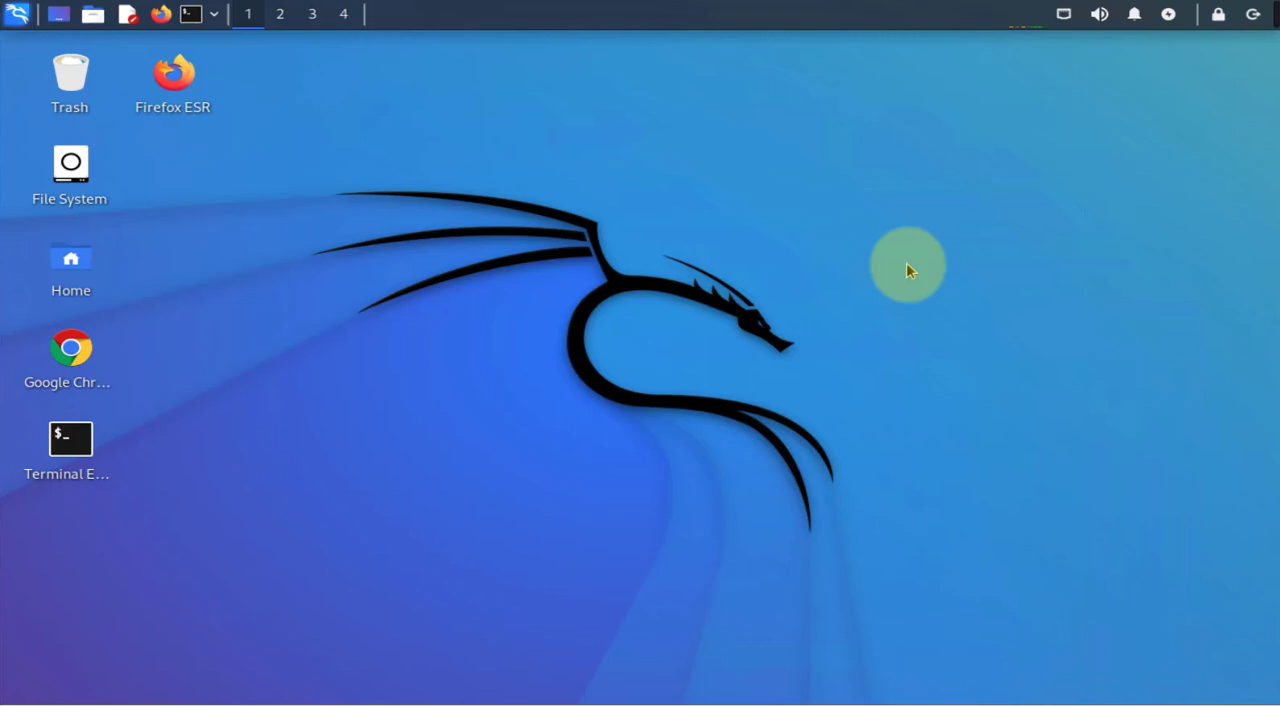 1 2 3 4
Trash
Firefox ESR
File System
Home
Google Chr...
$_
Terminal E...